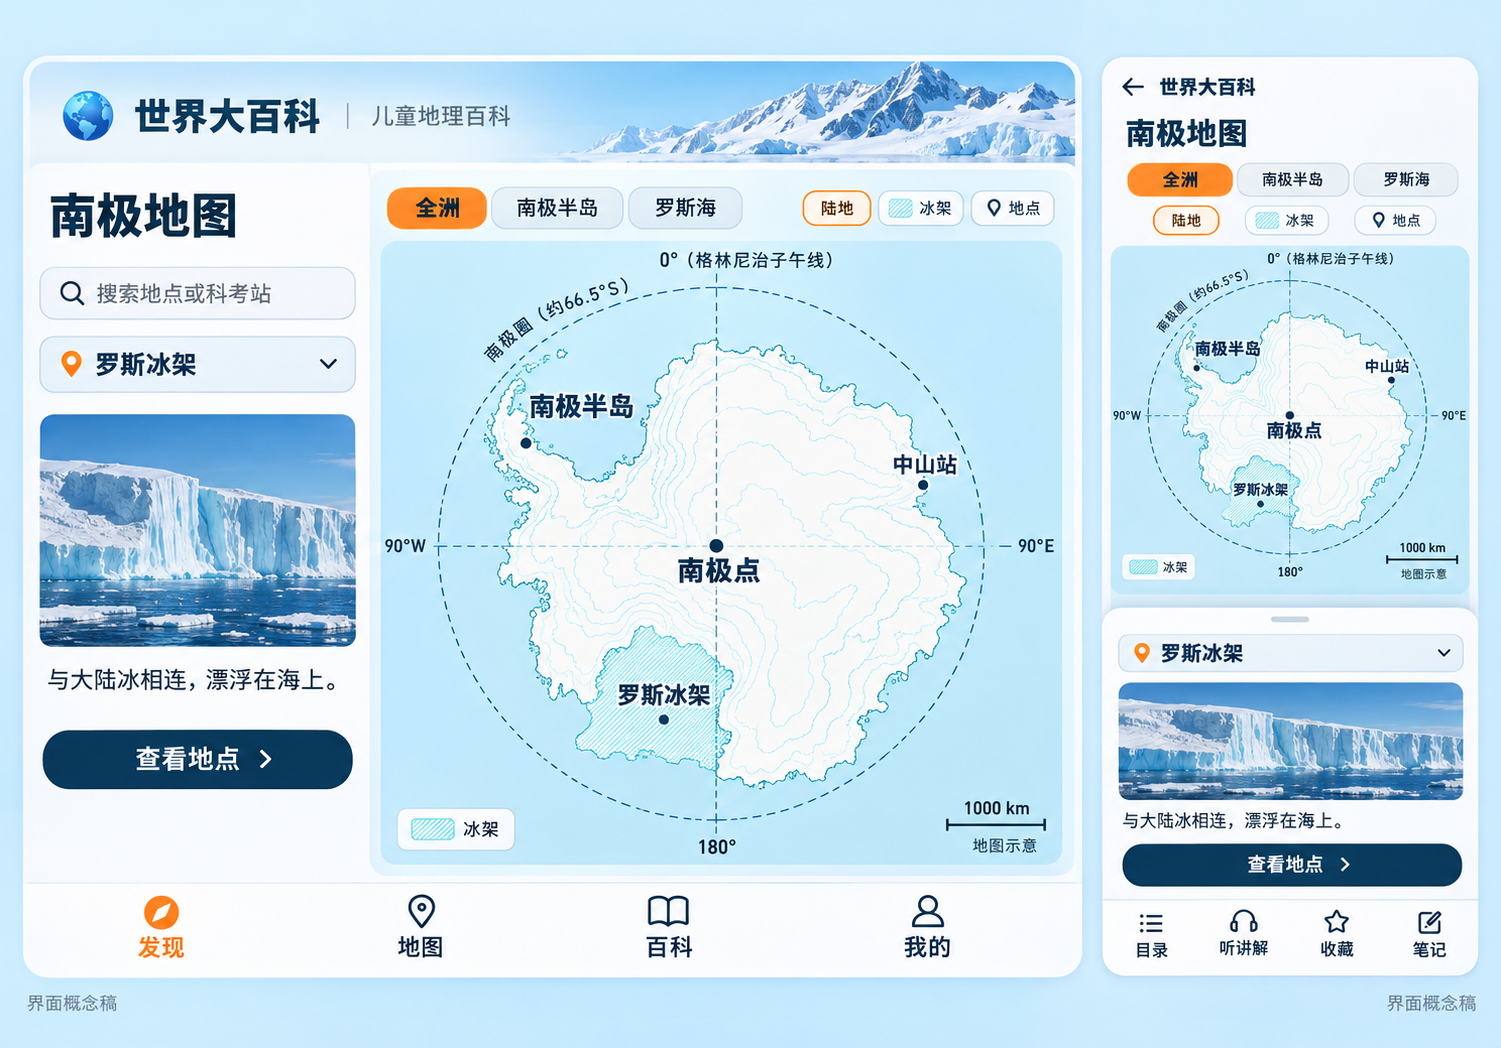 世界大百科
儿童地理百科
南极地图
搜索地点或科考站
罗斯冰架
与大陆冰相连，漂浮在海上。
查看地点
全洲
南极半岛
罗斯海
陆地
冰架
地点
0°（格林尼治子午线）
南极圈（约66.5°S）
南极半岛
中山站
90°W
90°E
南极点
罗斯冰架
冰架
180°
1000 km
地图示意
发现
地图
百科
我的
界面概念稿
世界大百科
南极地图
全洲
南极半岛
罗斯海
陆地
冰架
地点
0°（格林尼治子午线）
南极圈（约66.5°S）
南极半岛
中山站
90°W
90°E
南极点
罗斯冰架
冰架
180°
1000 km
地图示意
罗斯冰架
与大陆冰相连，漂浮在海上。
查看地点
目录
听讲解
收藏
笔记
界面概念稿